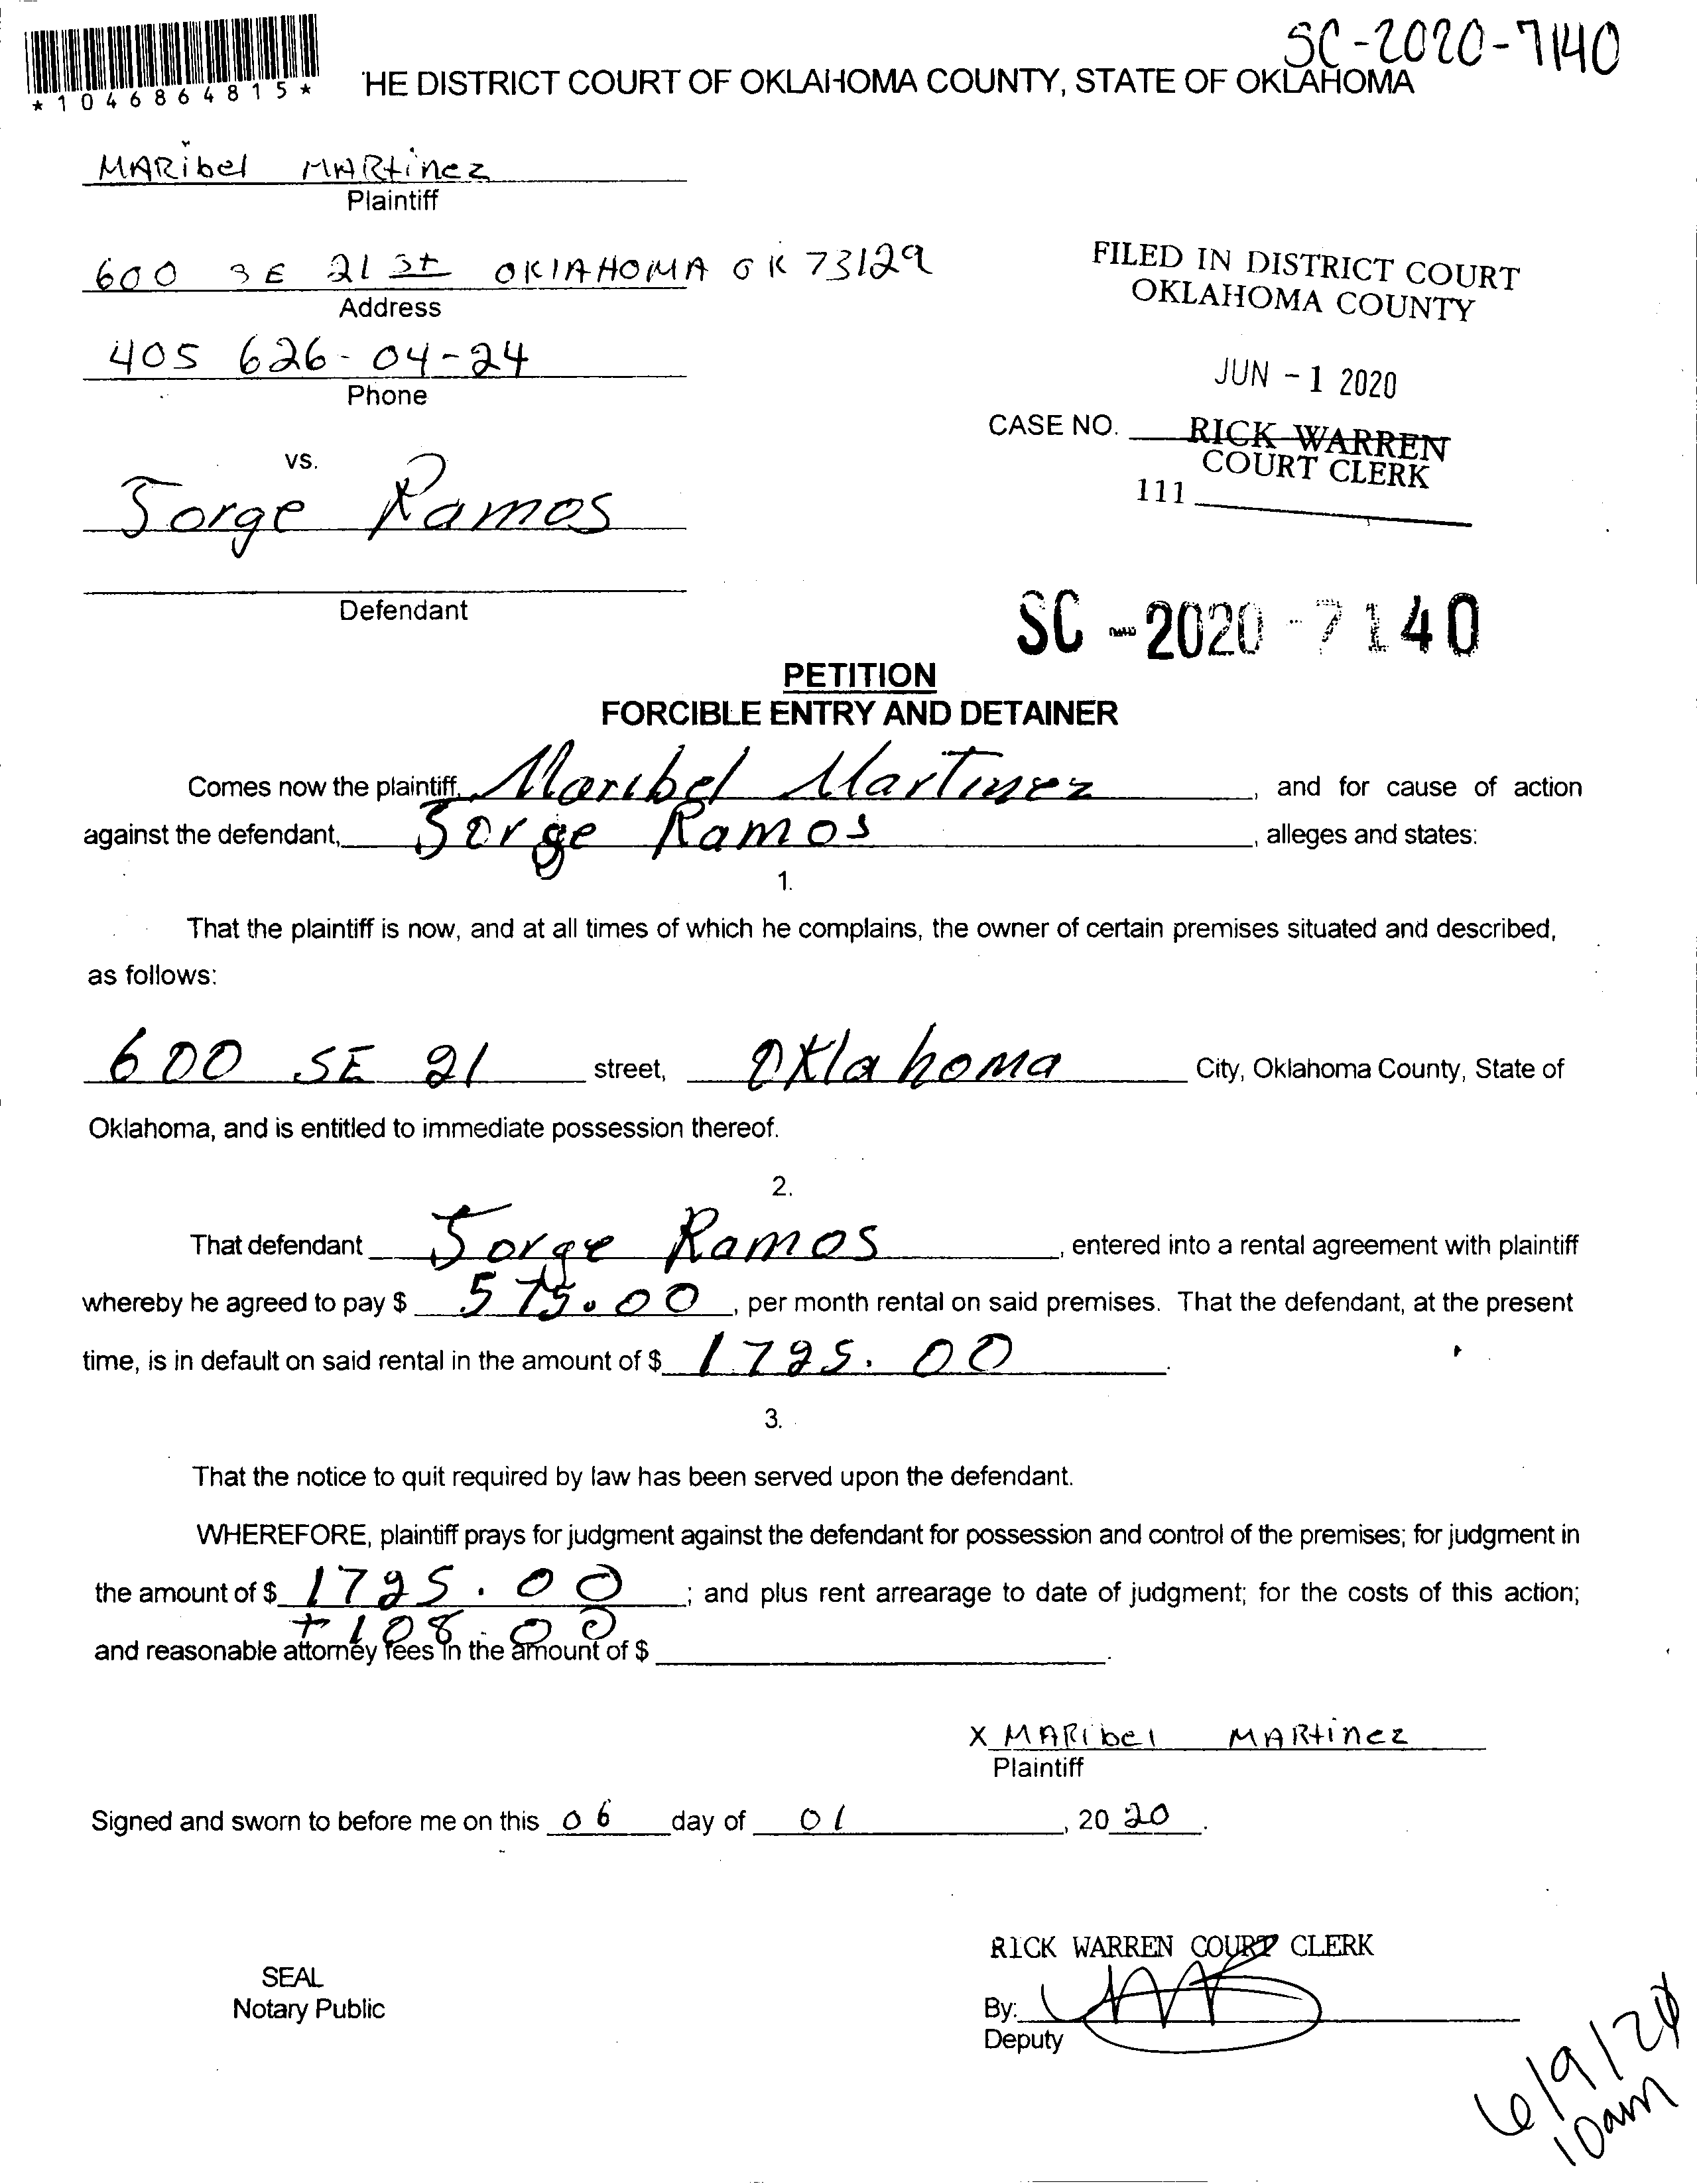 SC-2020-7140
*1046864815*
HE DISTRICT COURT OF OKLAHOMA COUNTY, STATE OF OKLAHOMA
MARibel MARtinez
Plaintiff
600 SE 21 St OKlAHOMA OK 73129
Address
405 626-04-24
Phone
FILED IN DISTRICT COURT
OKLAHOMA COUNTY
JUN - 1 2020
CASE NO.
RICK WARREN
COURT CLERK
111
vs.
Jorge Ramos
Defendant
SC - 2020 - 7140
PETITION
FORCIBLE ENTRY AND DETAINER
Comes now the plaintiff, Maribel Martinez, and for cause of action
against the defendant, Jorge Ramos, alleges and states:
1.
That the plaintiff is now, and at all times of which he complains, the owner of certain premises situated and described,
as follows:
600 SE 21 street, Oklahoma City, Oklahoma County, State of
Oklahoma, and is entitled to immediate possession thereof.
2.
That defendant Jorge Ramos, entered into a rental agreement with plaintiff
whereby he agreed to pay $ 575.00, per month rental on said premises. That the defendant, at the present
time, is in default on said rental in the amount of $ 1725.00.
3.
That the notice to quit required by law has been served upon the defendant.
WHEREFORE, plaintiff prays for judgment against the defendant for possession and control of the premises; for judgment in
the amount of $ 1725.00; and plus rent arrearage to date of judgment; for the costs of this action;
+ 108.00
and reasonable attorney fees in the amount of $ .
X MARibel MARtinez
Plaintiff
Signed and sworn to before me on this 06 day of 01, 20 20.
RICK WARREN COURT CLERK
SEAL
Notary Public
By:
Deputy
6/9/20
10am